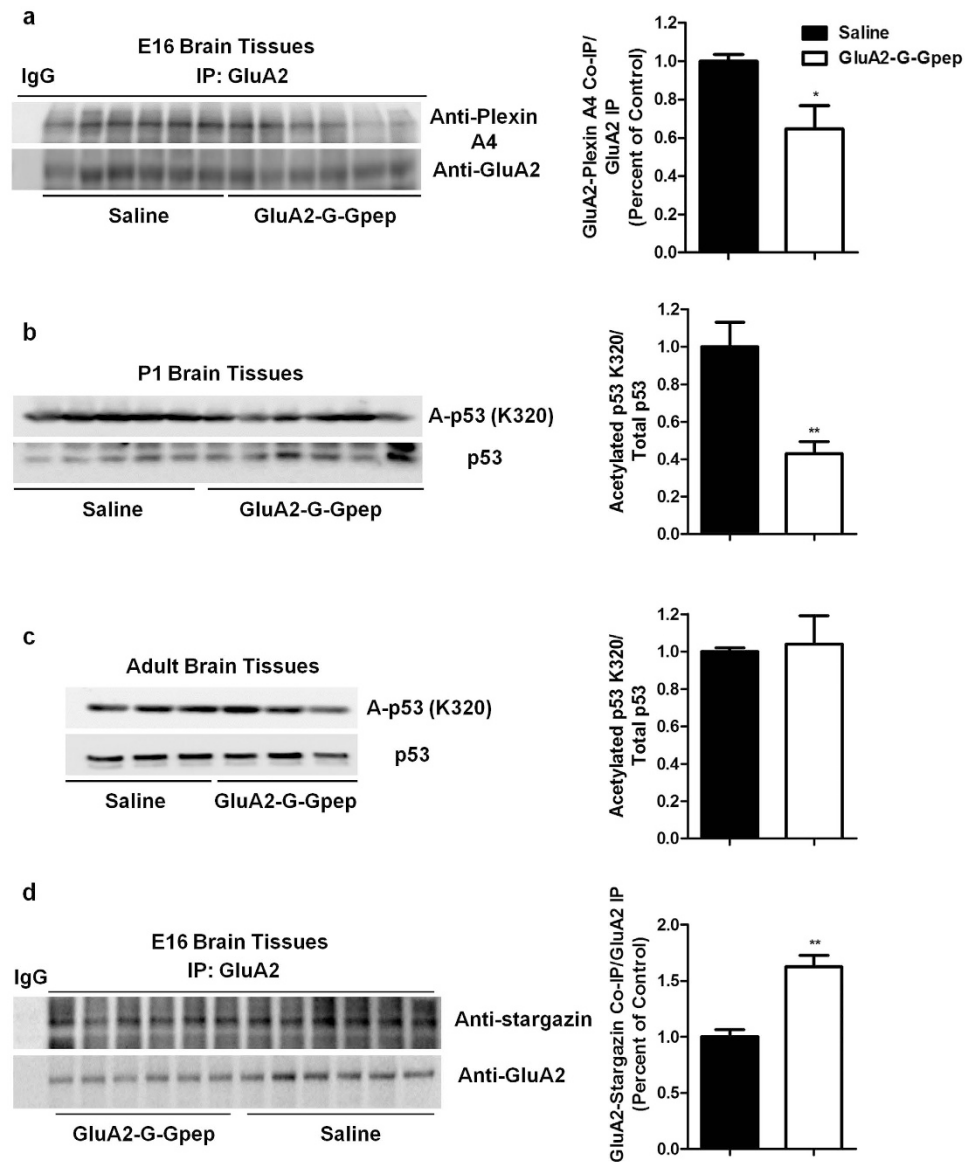 a
E16 Brain Tissues
IgG IP: GluA2
Anti-Plexin
A4
Anti-GluA2
Saline GluA2-G-Gpep
GluA2-Plexin A4 Co-IP/
GluA2 IP
(Percent of Control)
1.2
1.0
0.8
0.6
0.4
0.2
0.0
*
Saline
GluA2-G-Gpep
b
P1 Brain Tissues
A-p53 (K320)
p53
Saline GluA2-G-Gpep
Acetylated p53 K320/
Total p53
1.2
1.0
0.8
0.6
0.4
0.2
0.0
**
c
Adult Brain Tissues
A-p53 (K320)
p53
Saline GluA2-G-Gpep
Acetylated p53 K320/
Total p53
1.2
1.0
0.8
0.6
0.4
0.2
0.0
d
E16 Brain Tissues
IP: GluA2
IgG
Anti-stargazin
Anti-GluA2
GluA2-G-Gpep Saline
GluA2-Stargazin Co-IP/GluA2 IP
(Percent of Control)
2.0
1.5
1.0
0.5
0.0
**